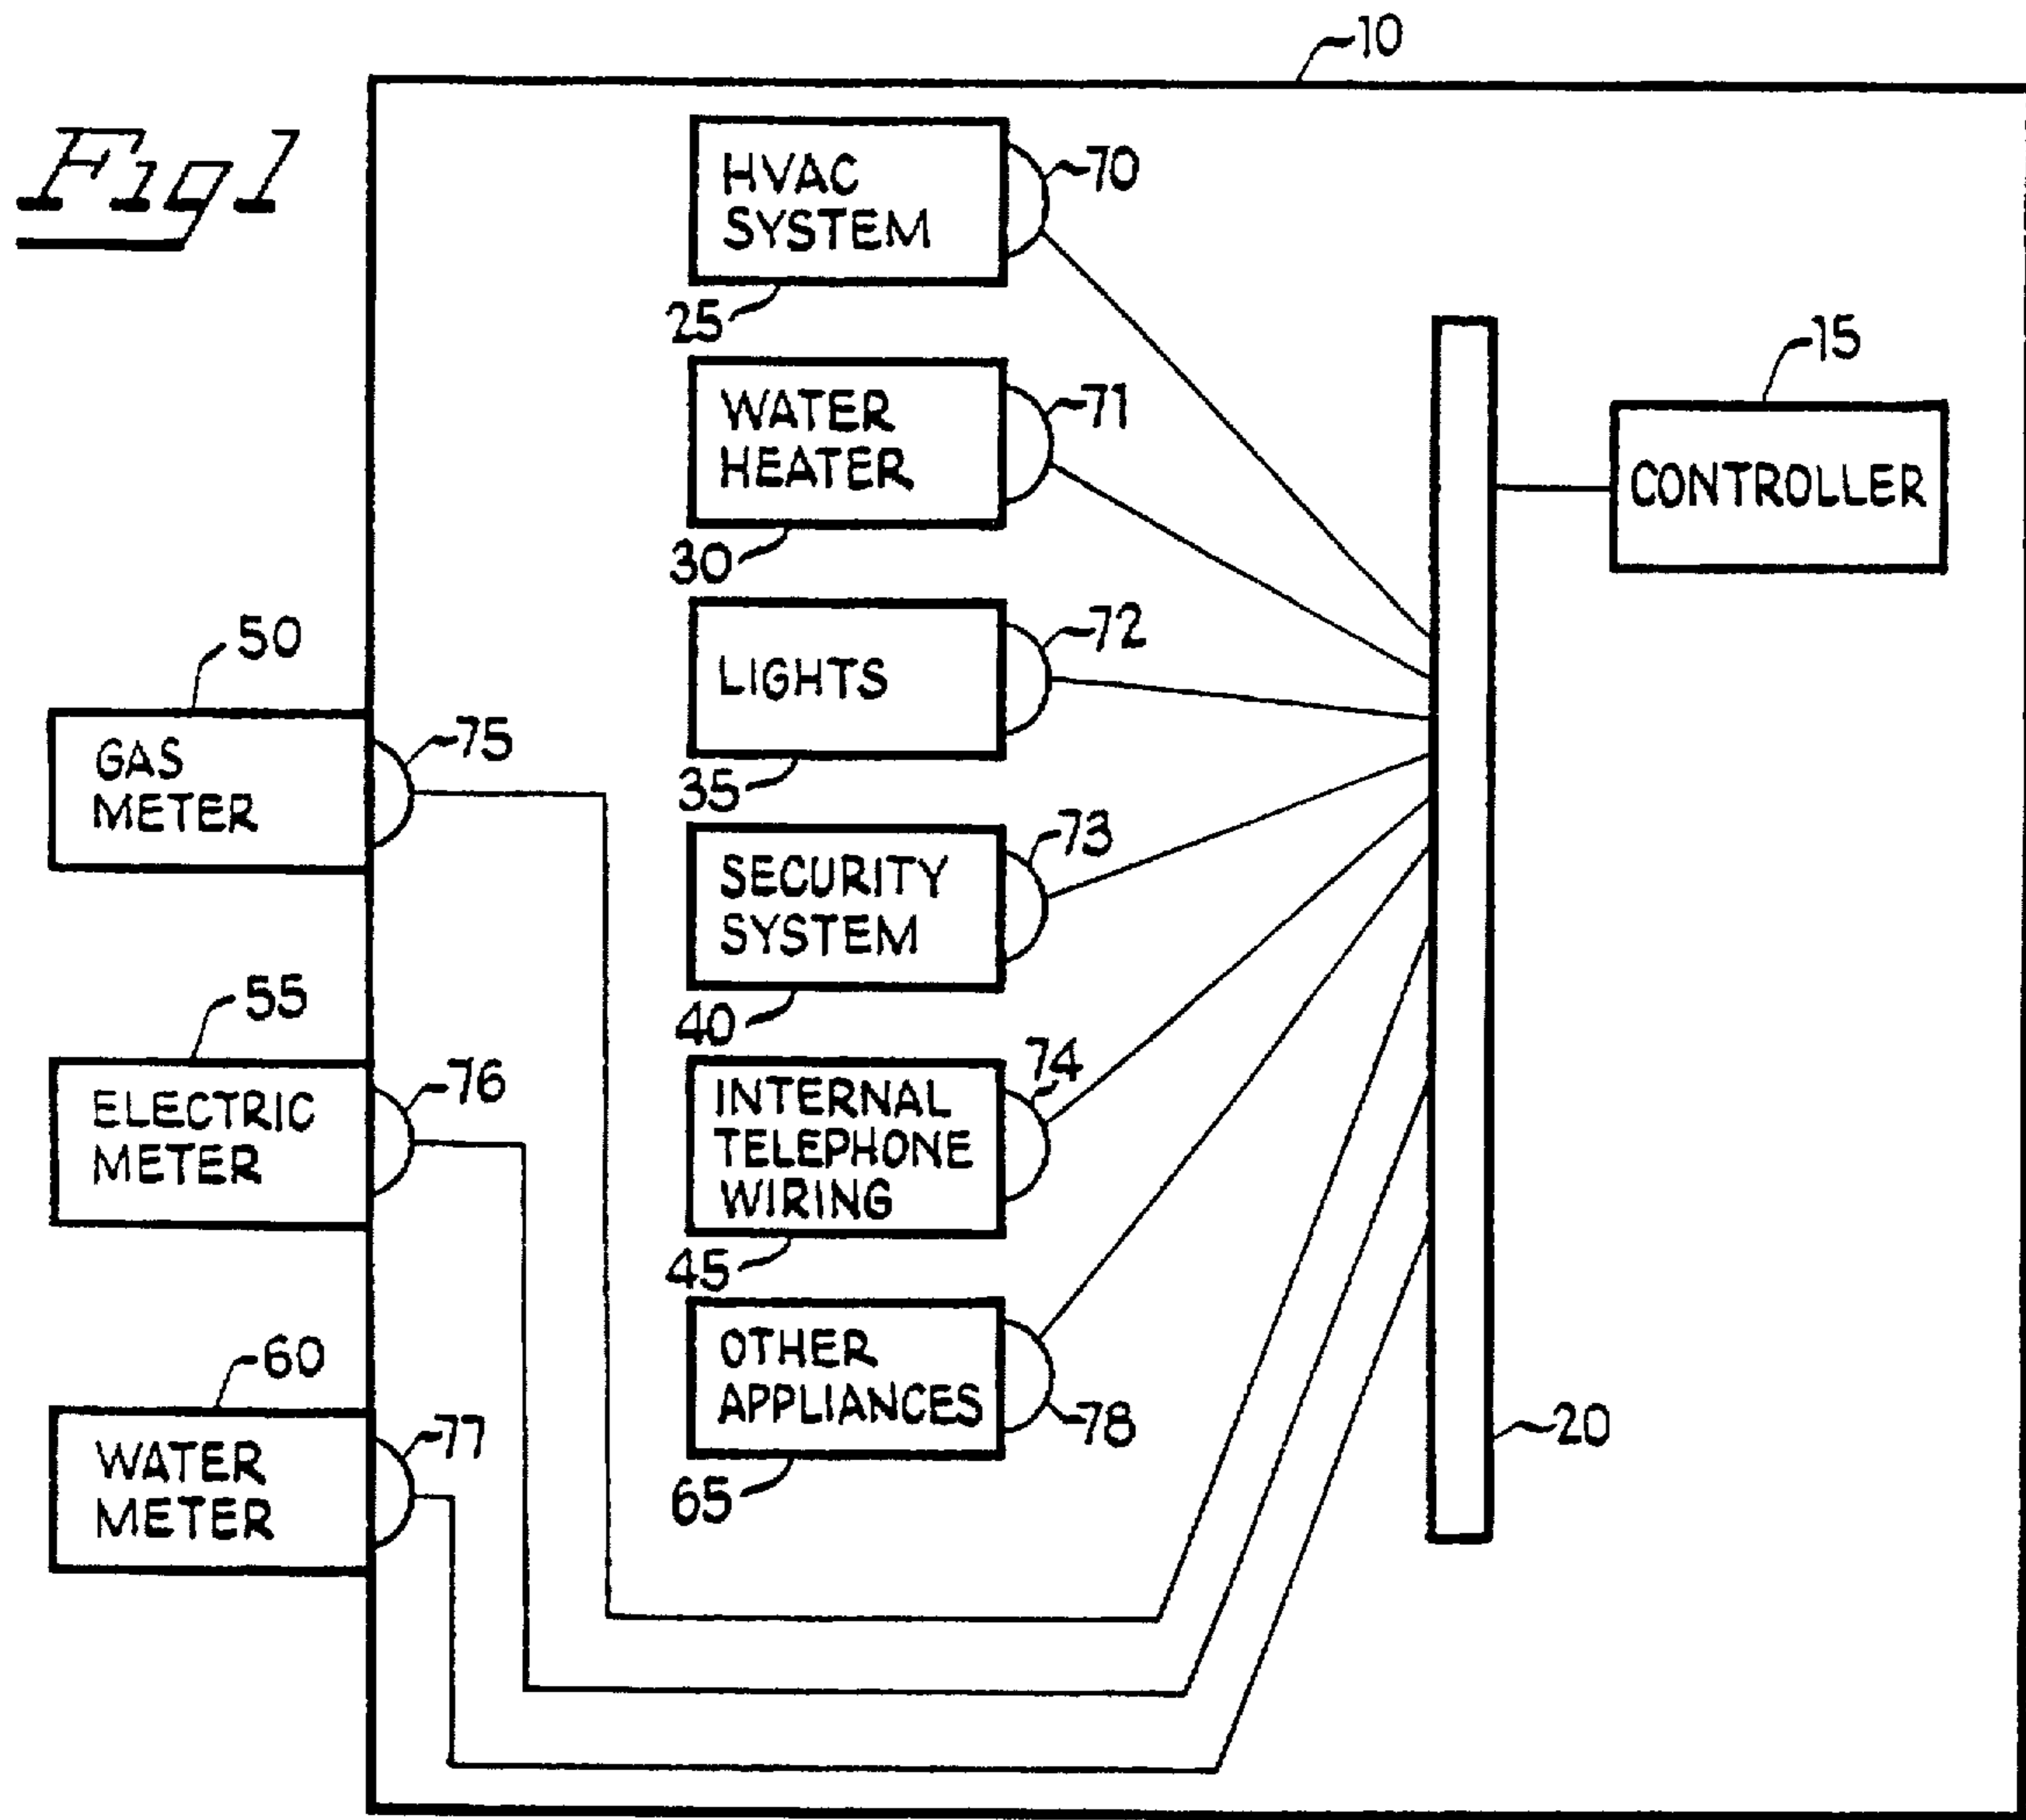 10
Fig 1
HVAC
SYSTEM
70
25
WATER
HEATER
71
30
15
CONTROLLER
LIGHTS
72
35
50
GAS
METER
75
SECURITY
SYSTEM
73
40
55
ELECTRIC
METER
76
INTERNAL
TELEPHONE
WIRING
74
45
60
WATER
METER
77
OTHER
APPLIANCES
78
65
20